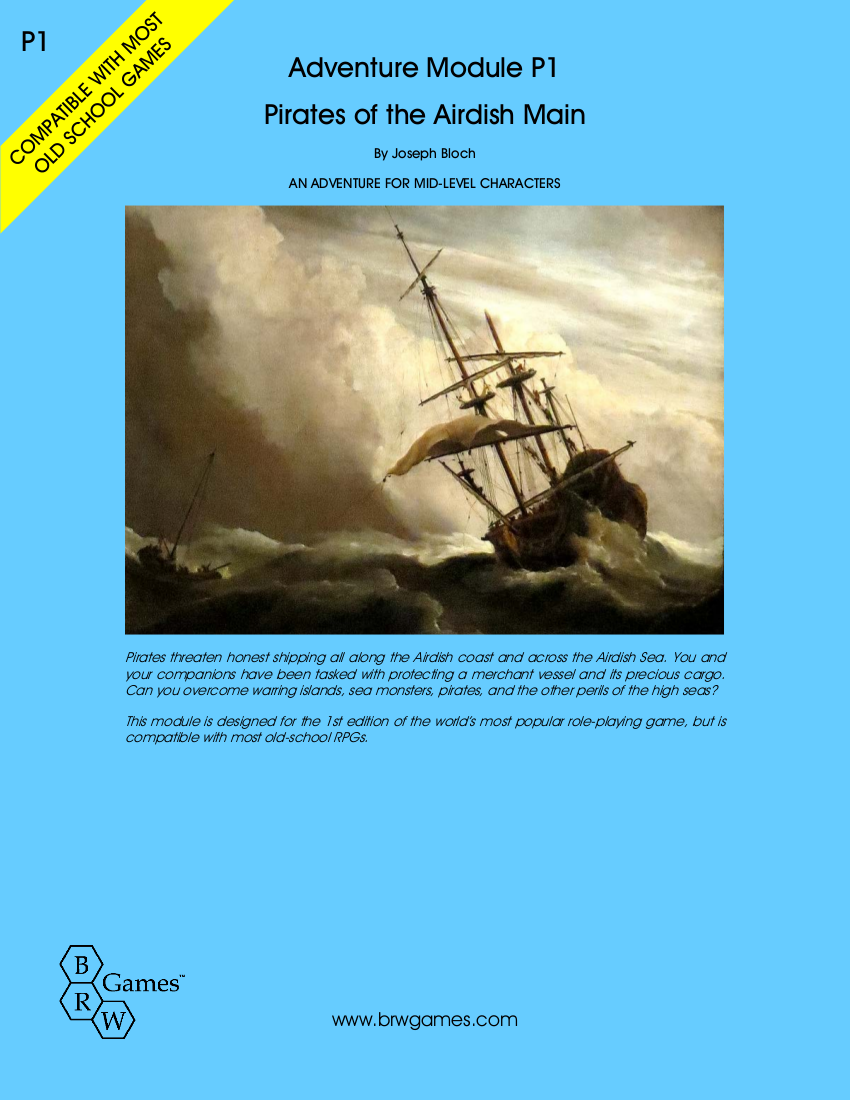 P1
COMPATIBLE WITH MOST
OLD SCHOOL GAMES
Adventure Module P1
Pirates of the Airdish Main
By Joseph Bloch
AN ADVENTURE FOR MID-LEVEL CHARACTERS
Pirates threaten honest shipping all along the Airdish coast and across the Airdish Sea. You and
your companions have been tasked with protecting a merchant vessel and its precious cargo.
Can you overcome warring islands, sea monsters, pirates, and the other perils of the high seas?
This module is designed for the 1st edition of the world's most popular role-playing game, but is
compatible with most old-school RPGs.
B
Games™
R
W
www.brwgames.com